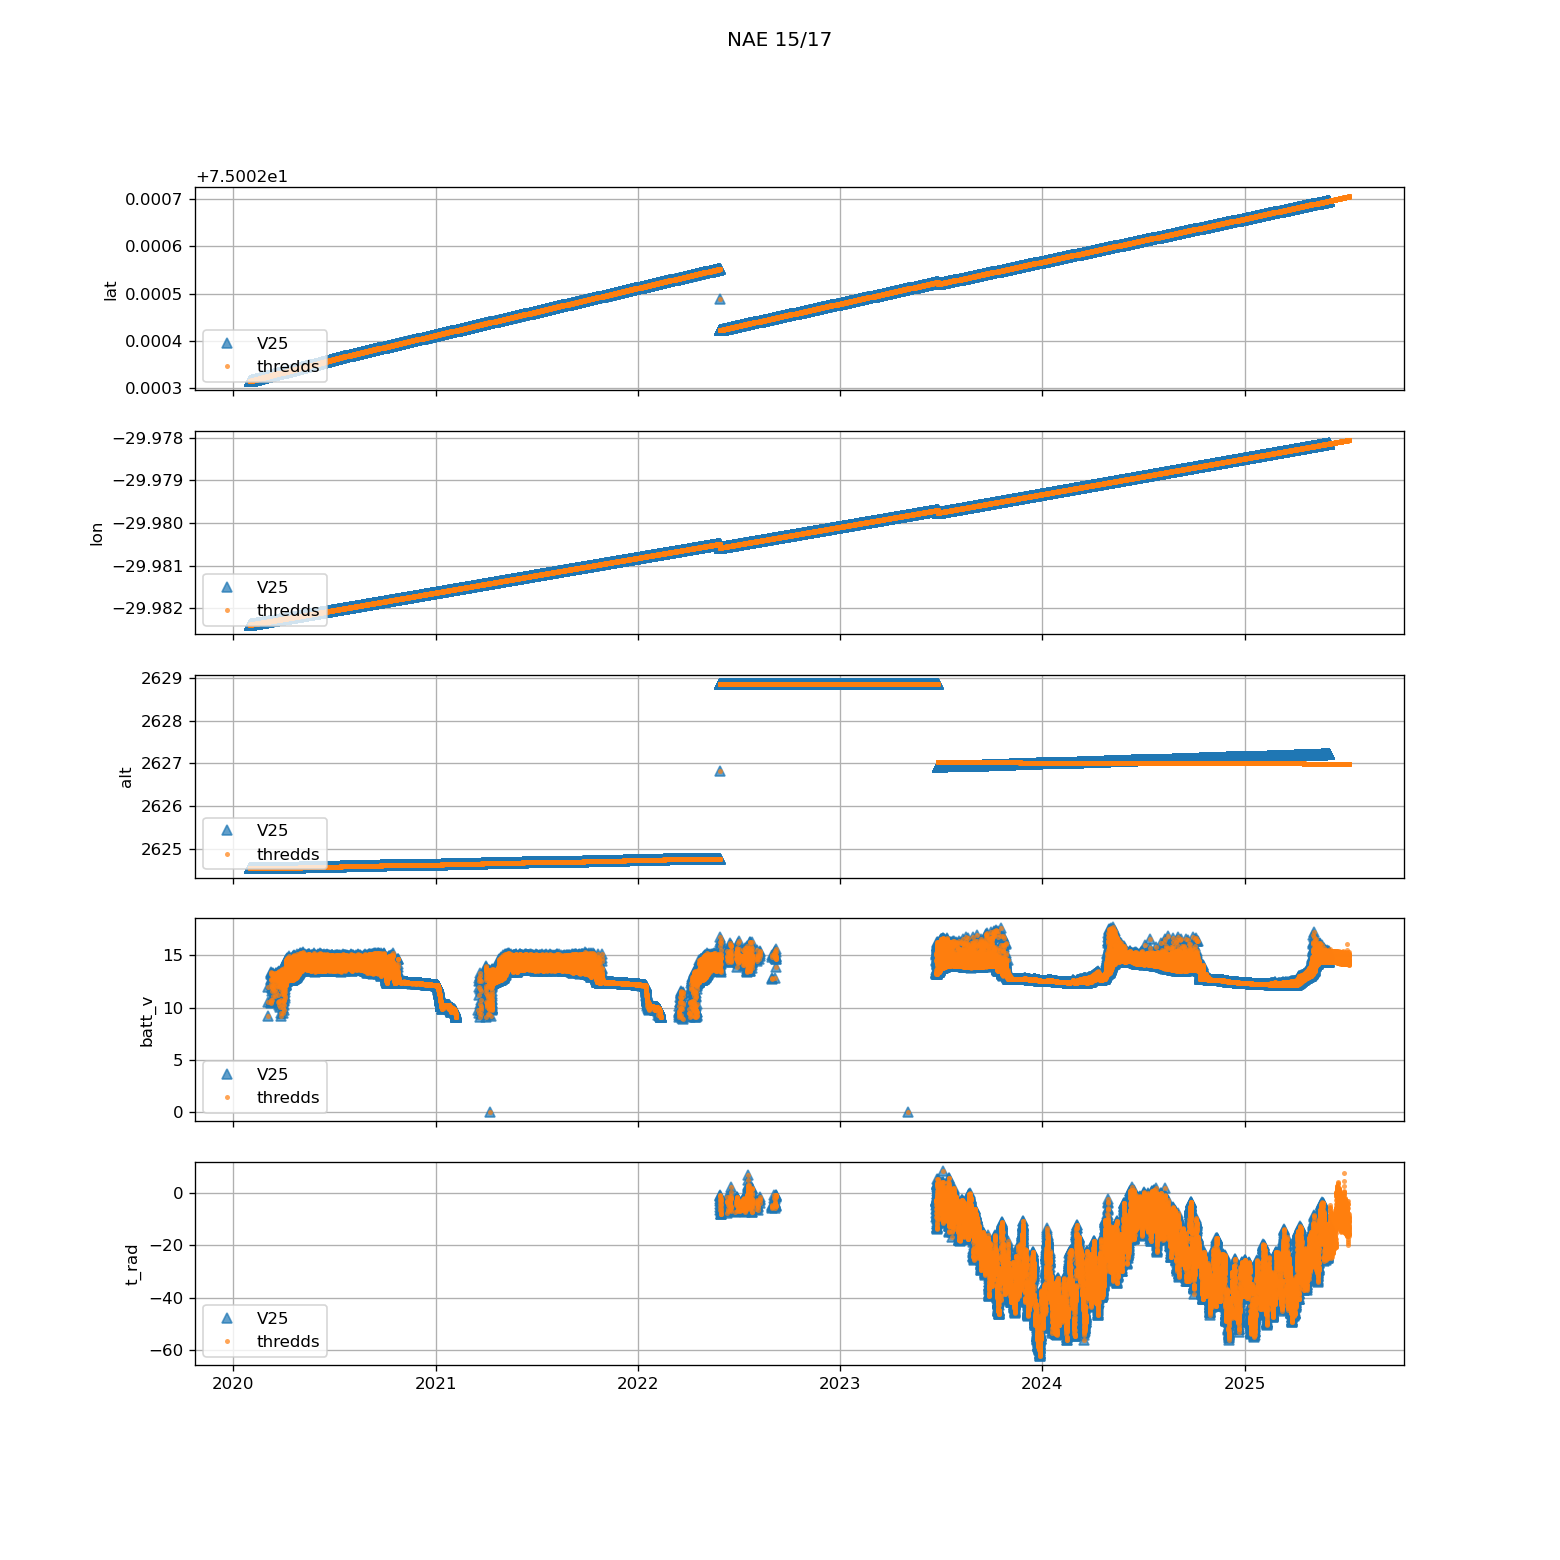 NAE 15/17
+7.5002e1
0.0007
0.0006
0.0005
0.0004
0.0003
lat
V25
thredds
−29.978
−29.979
−29.980
−29.981
−29.982
lon
V25
thredds
2629
2628
2627
2626
2625
alt
V25
thredds
15
10
5
0
batt_v
V25
thredds
0
−20
−40
−60
t_rad
V25
thredds
2020 2021 2022 2023 2024 2025